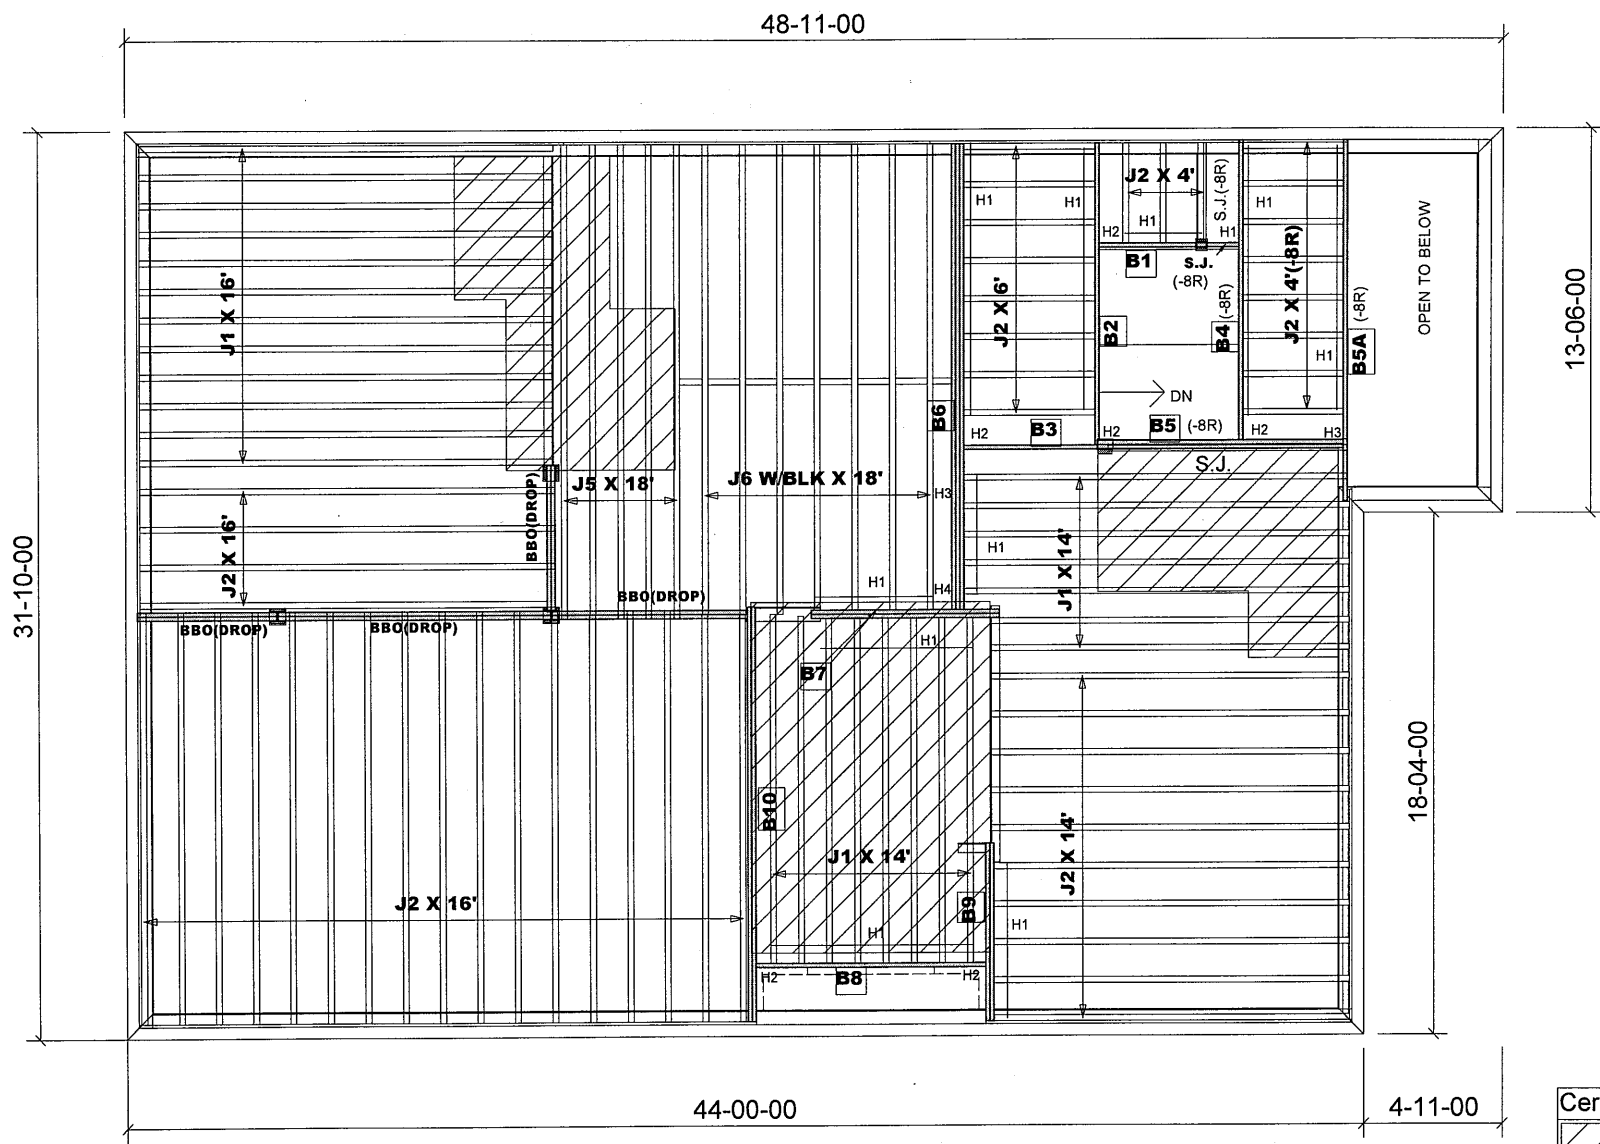 48-11-00
J2 X 4'
S.J.(-8R)
H1
H1
H1
H1
H2
H1
B1
S.J.
(-8R)
J2 X 6'
J2 X 4'(-8R)
OPEN TO BELOW
13-06-00
J1 X 16'
B2
B4 (-8R)
H1
B5A (-8R)
DN
B6
H2
B3
H2
B5 (-8R)
H2
H3
S.J.
J5 X 18'
J6 W/BLK X 18'
H3
BBO(DROP)
J2 X 16'
H1
J1 X 14'
31-10-00
H1
H4
BBO(DROP)
BBO(DROP)
BBO(DROP)
H1
B7
18-04-00
B10
J1 X 14'
J2 X 14'
J2 X 16'
B9
H1
H1
H2
B8
H2
44-00-00
4-11-00
Cer